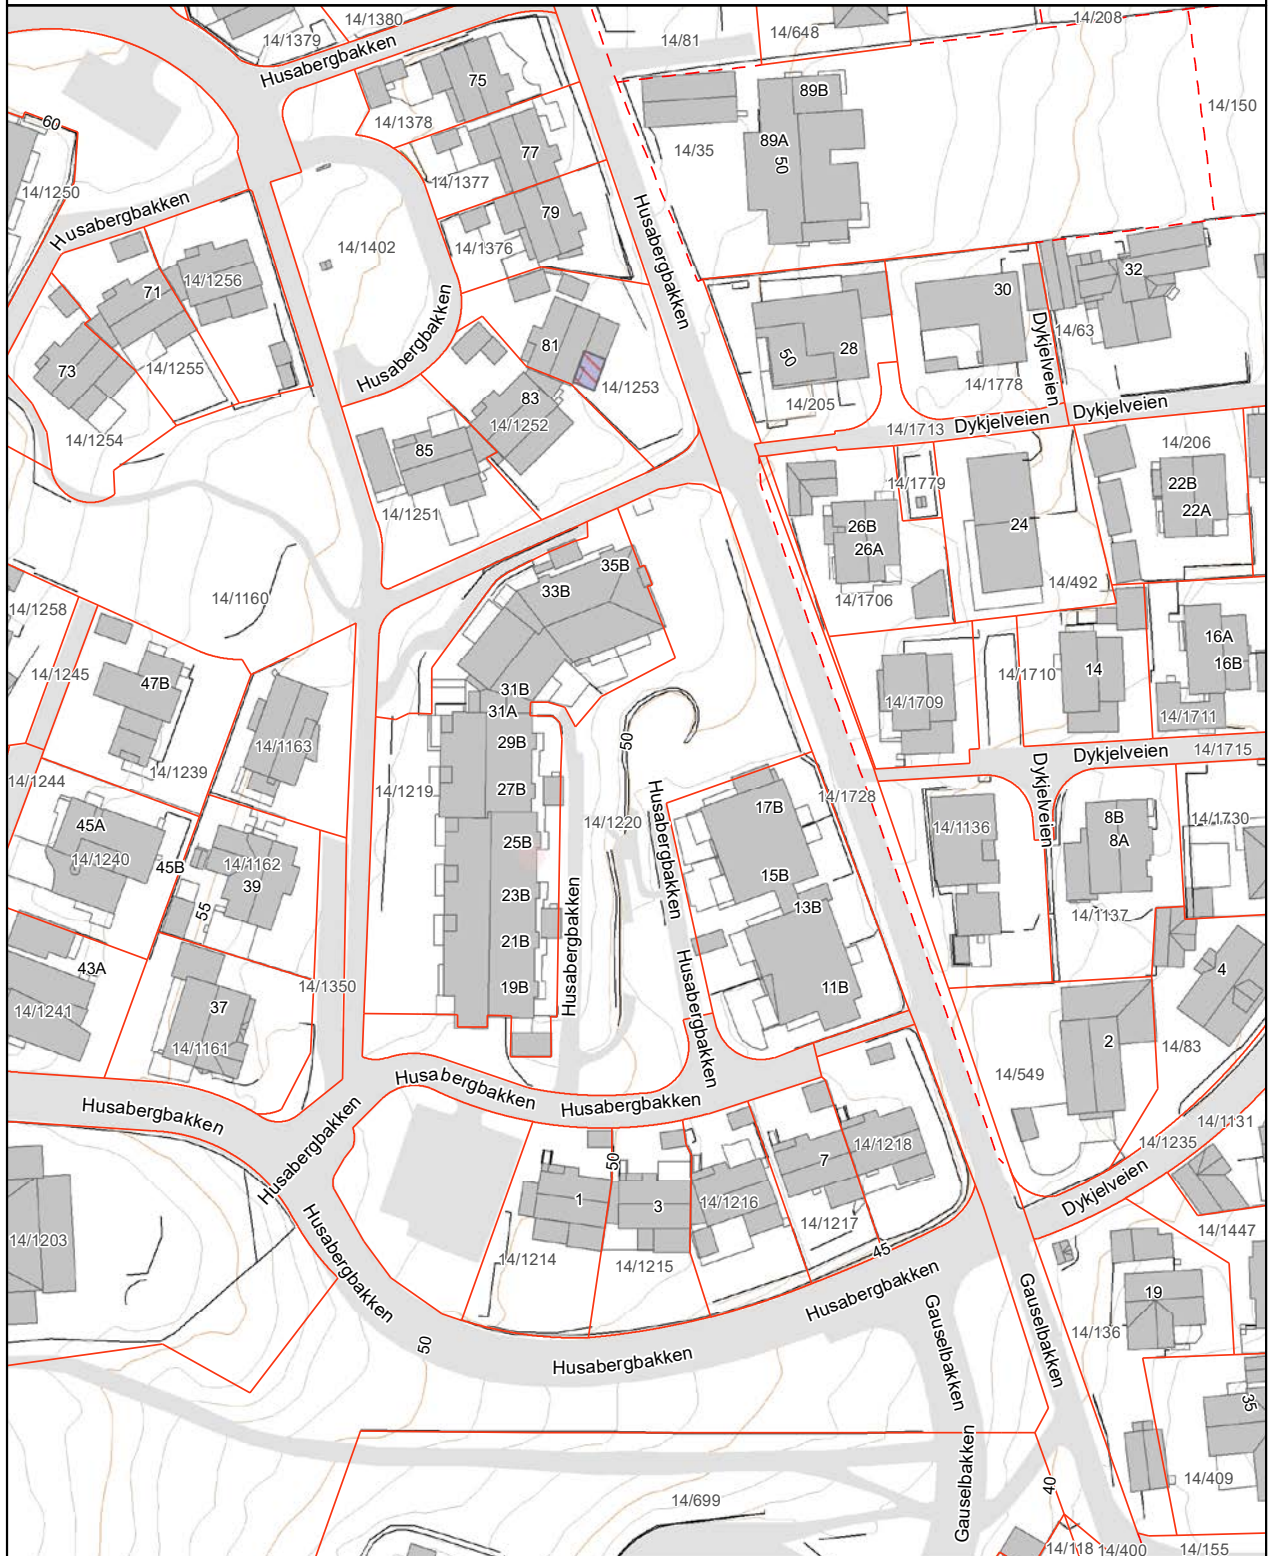 14/1380
14/208
14/1379
14/81
14/648
Husabergbakken
75
89B
14/150
60
14/1378
89A
14/35
77
50
14/1250
14/1377
Husabergbakken
79
Husabergbakken
14/1402
14/1376
14/1256
32
71
30
Husabergbakken
Dykjelveien
14/63
81
28
50
14/1255
73
14/1253
14/1778
83
14/205
Dykjelveien
14/1252
14/1713
Dykjelveien
14/1254
85
14/206
14/1779
22B
14/1251
22A
26B
24
26A
35B
14/492
33B
14/1160
14/1706
14/1258
16A
16B
14/1245
14/1710
14
47B
31B
14/1709
31A
14/1711
29B
50
14/1163
Dykjelveien
14/1715
14/1239
14/1244
Dykjelveien
27B
14/1219
14/1728
Husabergbakken
17B
14/1220
45A
8B
14/1730
14/1136
25B
8A
14/1240
14/1162
45B
15B
39
23B
13B
55
14/1137
Husabergbakken
21B
43A
4
Husabergbakken
14/1350
19B
11B
37
14/1241
2
14/1161
14/83
14/549
Husabergbakken
Husabergbakken
Husabergbakken
Husabergbakken
14/1131
14/1235
14/1218
Husabergbakken
50
7
Dykjelveien
1
3
14/1216
14/1217
14/1447
14/1203
Husabergbakken
45
14/1214
14/1215
Husabergbakken
19
Gauselbakken
14/136
Gauselbakken
50
Husabergbakken
35
14/409
40
Gauselbakken
14/699
14/118
14/400
14/155